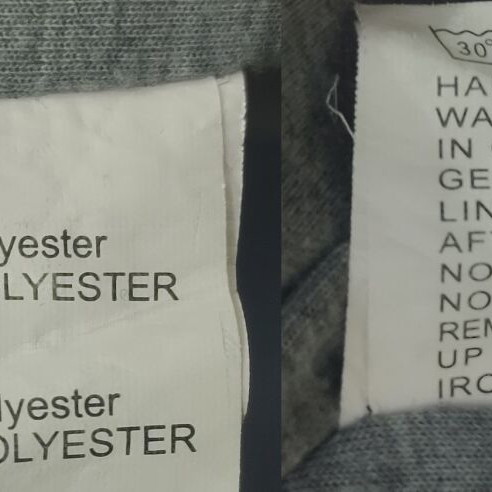 lyester
LYESTER
lyester
OLYESTER
30°
HA
WA
IN
GE
LIN
AFT
NO
NO
REM
UP
IRO